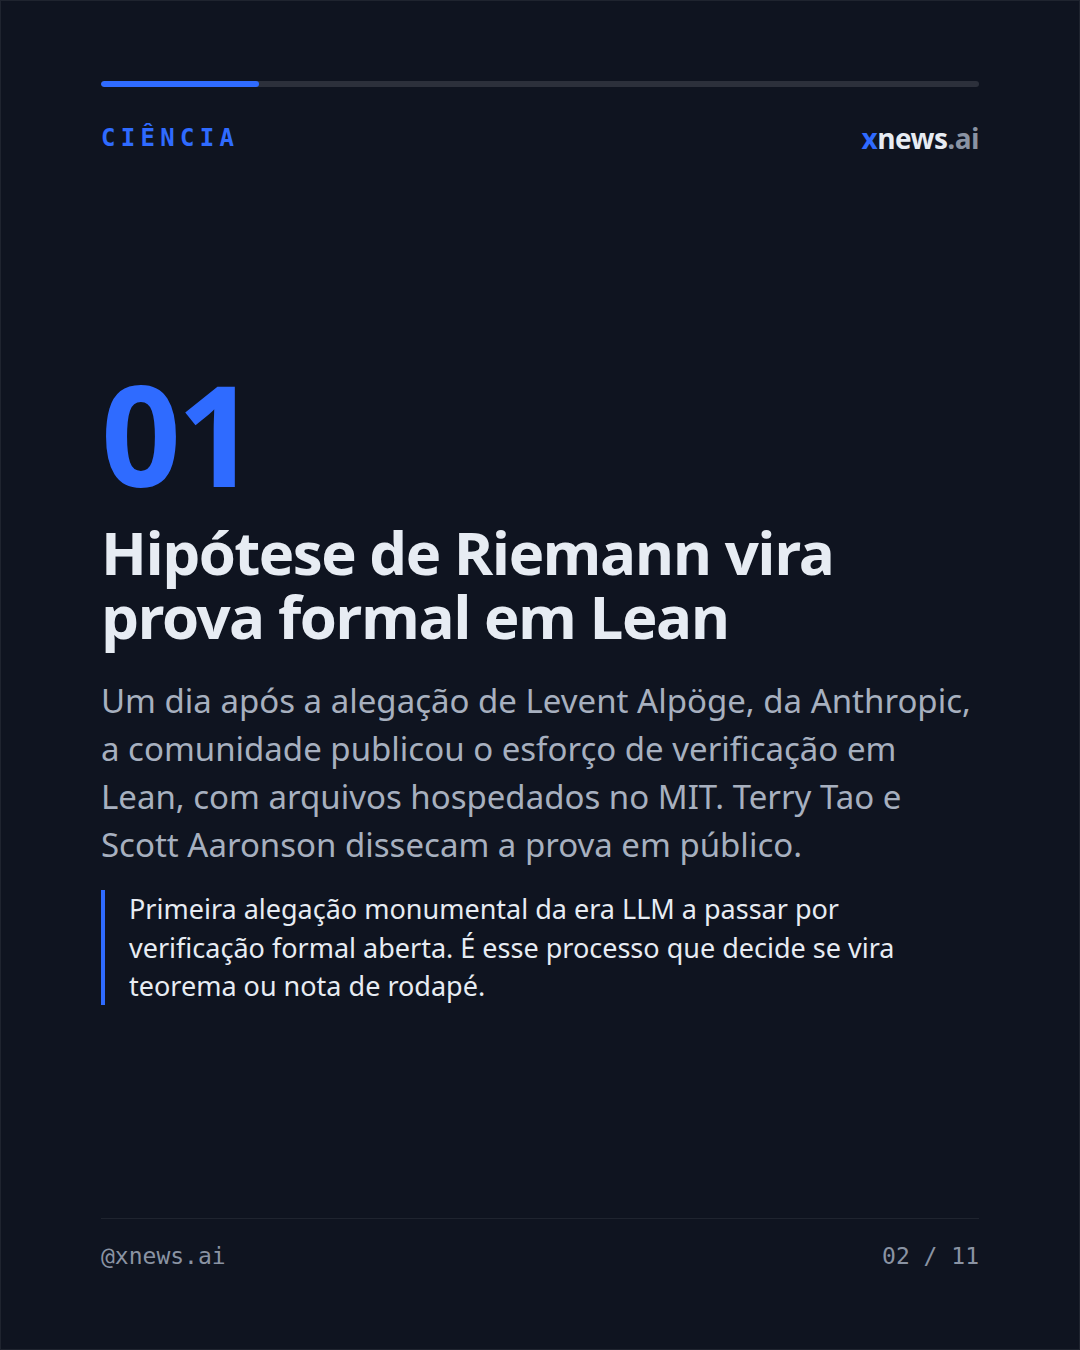 CIÊNCIA
xnews.ai
01
Hipótese de Riemann vira
prova formal em Lean
Um dia após a alegação de Levent Alpöge, da Anthropic,
a comunidade publicou o esforço de verificação em
Lean, com arquivos hospedados no MIT. Terry Tao e
Scott Aaronson dissecam a prova em público.
Primeira alegação monumental da era LLM a passar por
verificação formal aberta. É esse processo que decide se vira
teorema ou nota de rodapé.
@xnews.ai
02 / 11